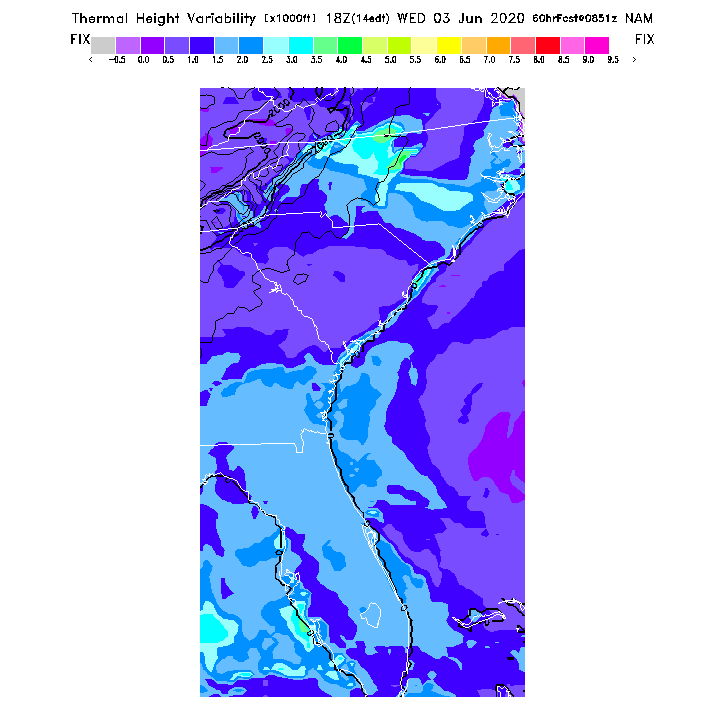 Thermal Height Variability [x1000ft] 18Z(14edt) WED 03 Jun 2020 60hrFcst@0851z NAM
FIX FIX
< -0.5 0.0 0.5 1.0 1.5 2.0 2.5 3.0 3.5 4.0 4.5 5.0 5.5 6.0 6.5 7.0 7.5 8.0 8.5 9.0 9.5 >